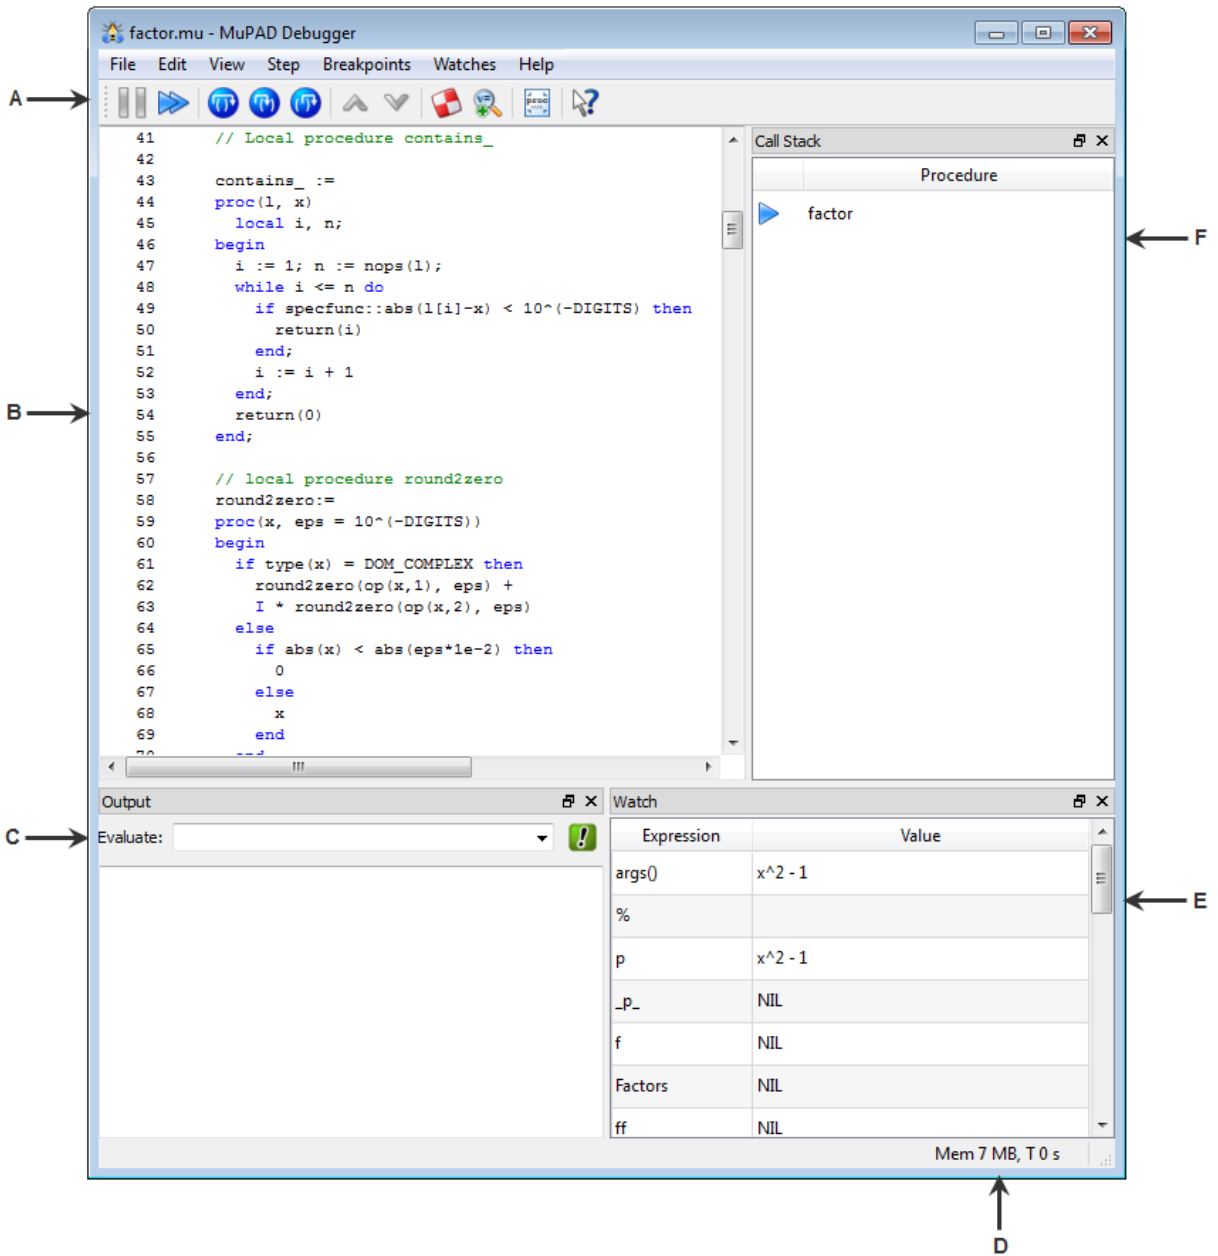 factor.mu - MuPAD Debugger
File Edit View Step Breakpoints Watches Help
A
proc
41 // Local procedure contains_
42
43 contains_ :=
44 proc(l, x)
45 local i, n;
46 begin
47 i := 1; n := nops(l);
48 while i <= n do
49 if specfunc::abs(l[i]-x) < 10^(-DIGITS) then
50 return(i)
51 end;
52 i := i + 1
53 end;
54 return(0)
55 end;
56
57 // local procedure round2zero
58 round2zero:=
59 proc(x, eps = 10^(-DIGITS))
60 begin
61 if type(x) = DOM_COMPLEX then
62 round2zero(op(x,1), eps) +
63 I * round2zero(op(x,2), eps)
64 else
65 if abs(x) < abs(eps*1e-2) then
66 0
67 else
68 x
69 end
70 end
B
Call Stack
Procedure
factor
F
Output
Evaluate:
C
Watch
Expression Value
args() x^2 - 1
%
p x^2 - 1
_p_ NIL
f NIL
Factors NIL
ff NIL
E
Mem 7 MB, T 0 s
D